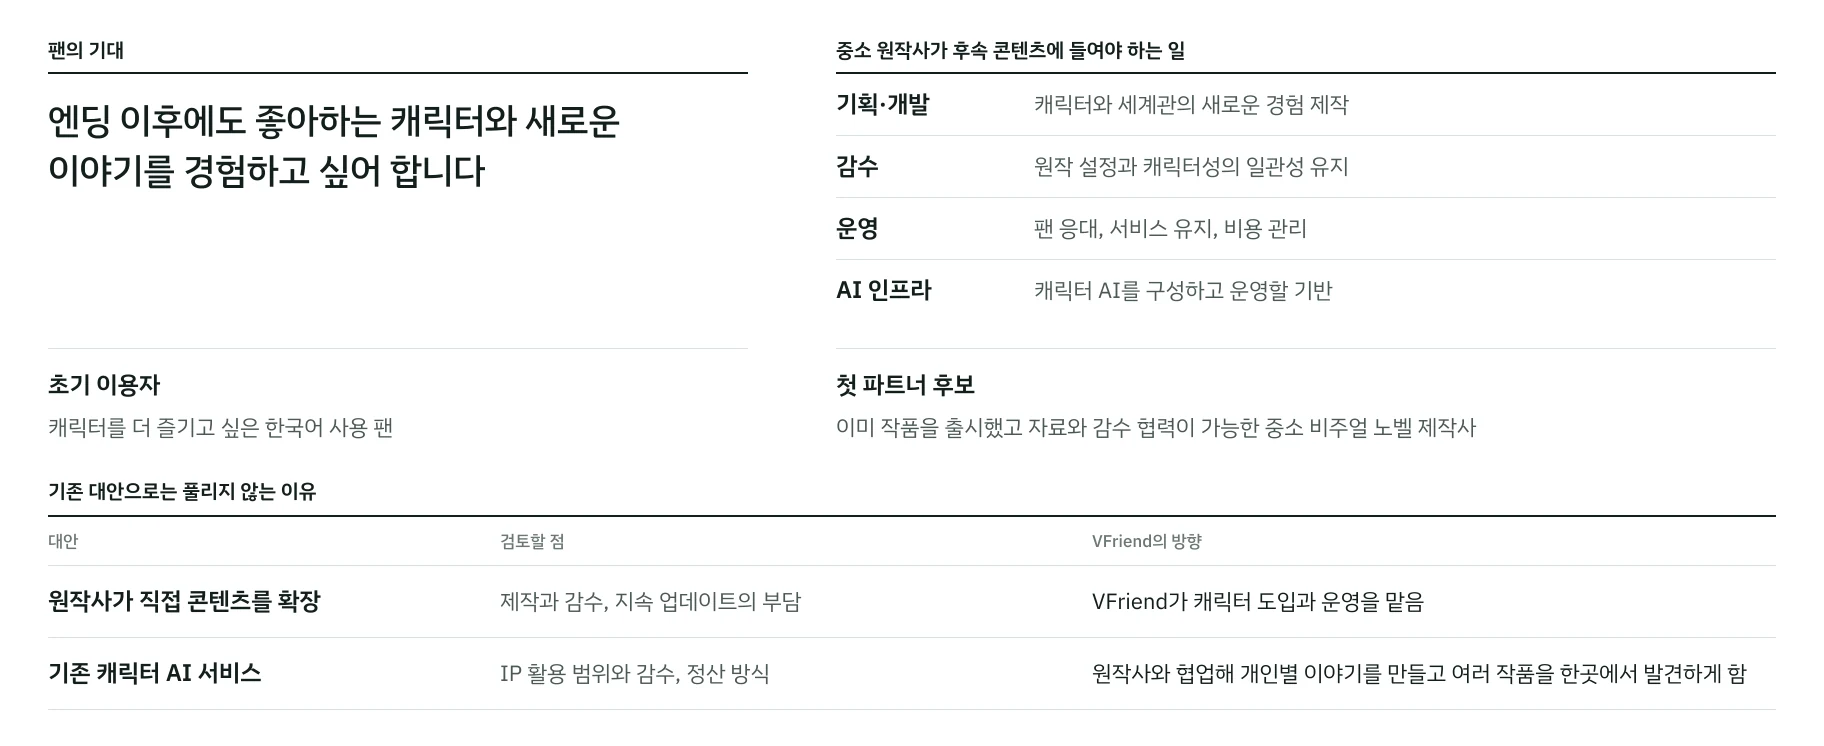 팬의 기대
엔딩 이후에도 좋아하는 캐릭터와 새로운
이야기를 경험하고 싶어 합니다
중소 원작사가 후속 콘텐츠에 들여야 하는 일
기획·개발 캐릭터와 세계관의 새로운 경험 제작
감수 원작 설정과 캐릭터성의 일관성 유지
운영 팬 응대, 서비스 유지, 비용 관리
AI 인프라 캐릭터 AI를 구성하고 운영할 기반
초기 이용자
캐릭터를 더 즐기고 싶은 한국어 사용 팬
첫 파트너 후보
이미 작품을 출시했고 자료와 감수 협력이 가능한 중소 비주얼 노벨 제작사
기존 대안으로는 풀리지 않는 이유
대안 검토할 점 VFriend의 방향
원작사가 직접 콘텐츠를 확장 제작과 감수, 지속 업데이트의 부담 VFriend가 캐릭터 도입과 운영을 맡음
기존 캐릭터 AI 서비스 IP 활용 범위와 감수, 정산 방식 원작사와 협업해 개인별 이야기를 만들고 여러 작품을 한곳에서 발견하게 함